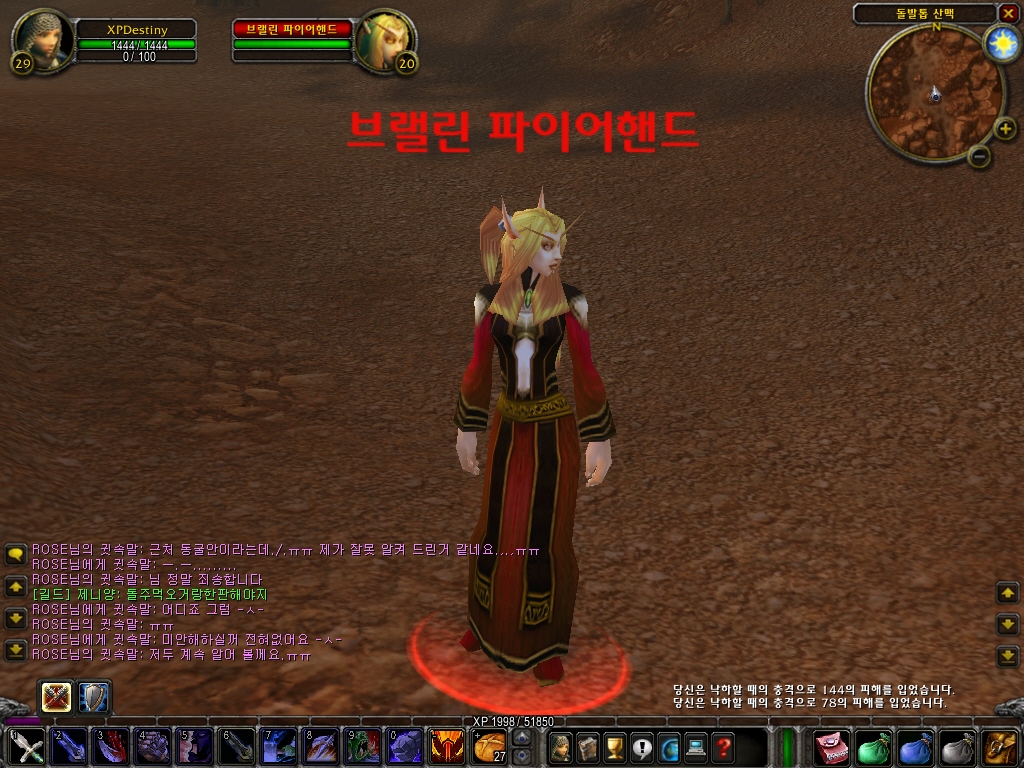 XPDestiny
1444 / 1444
0 / 100
29
브랠린 파이어핸드
20
돌발톱 산맥
N
브랠린 파이어핸드
ROSE님의 귓속말: 근처 동굴안이라는데./.ㅠㅠ 제가 잘못 알켜 드린거 같네요....ㅠㅠ
ROSE님에게 귓속말: ㅡ.ㅡ.........
ROSE님의 귓속말: 님 정말 죄송합니다
[길드] 제니양: 돌주먹오거랑한판해야지
ROSE님에게 귓속말: 어디죠 그럼 -ㅅ-
ROSE님의 귓속말: ㅠㅠ
ROSE님에게 귓속말: 미안해하실꺼 전혀없어요 -ㅅ-
ROSE님의 귓속말: 저두 계속 알어 볼께요.ㅠㅠ
당신은 낙하할 때의 충격으로 144의 피해를 입었습니다.
당신은 낙하할 때의 충격으로 78의 피해를 입었습니다.
XP 1998 / 51850
1 2 3 4 5 6 7 8 9 0 - +
27